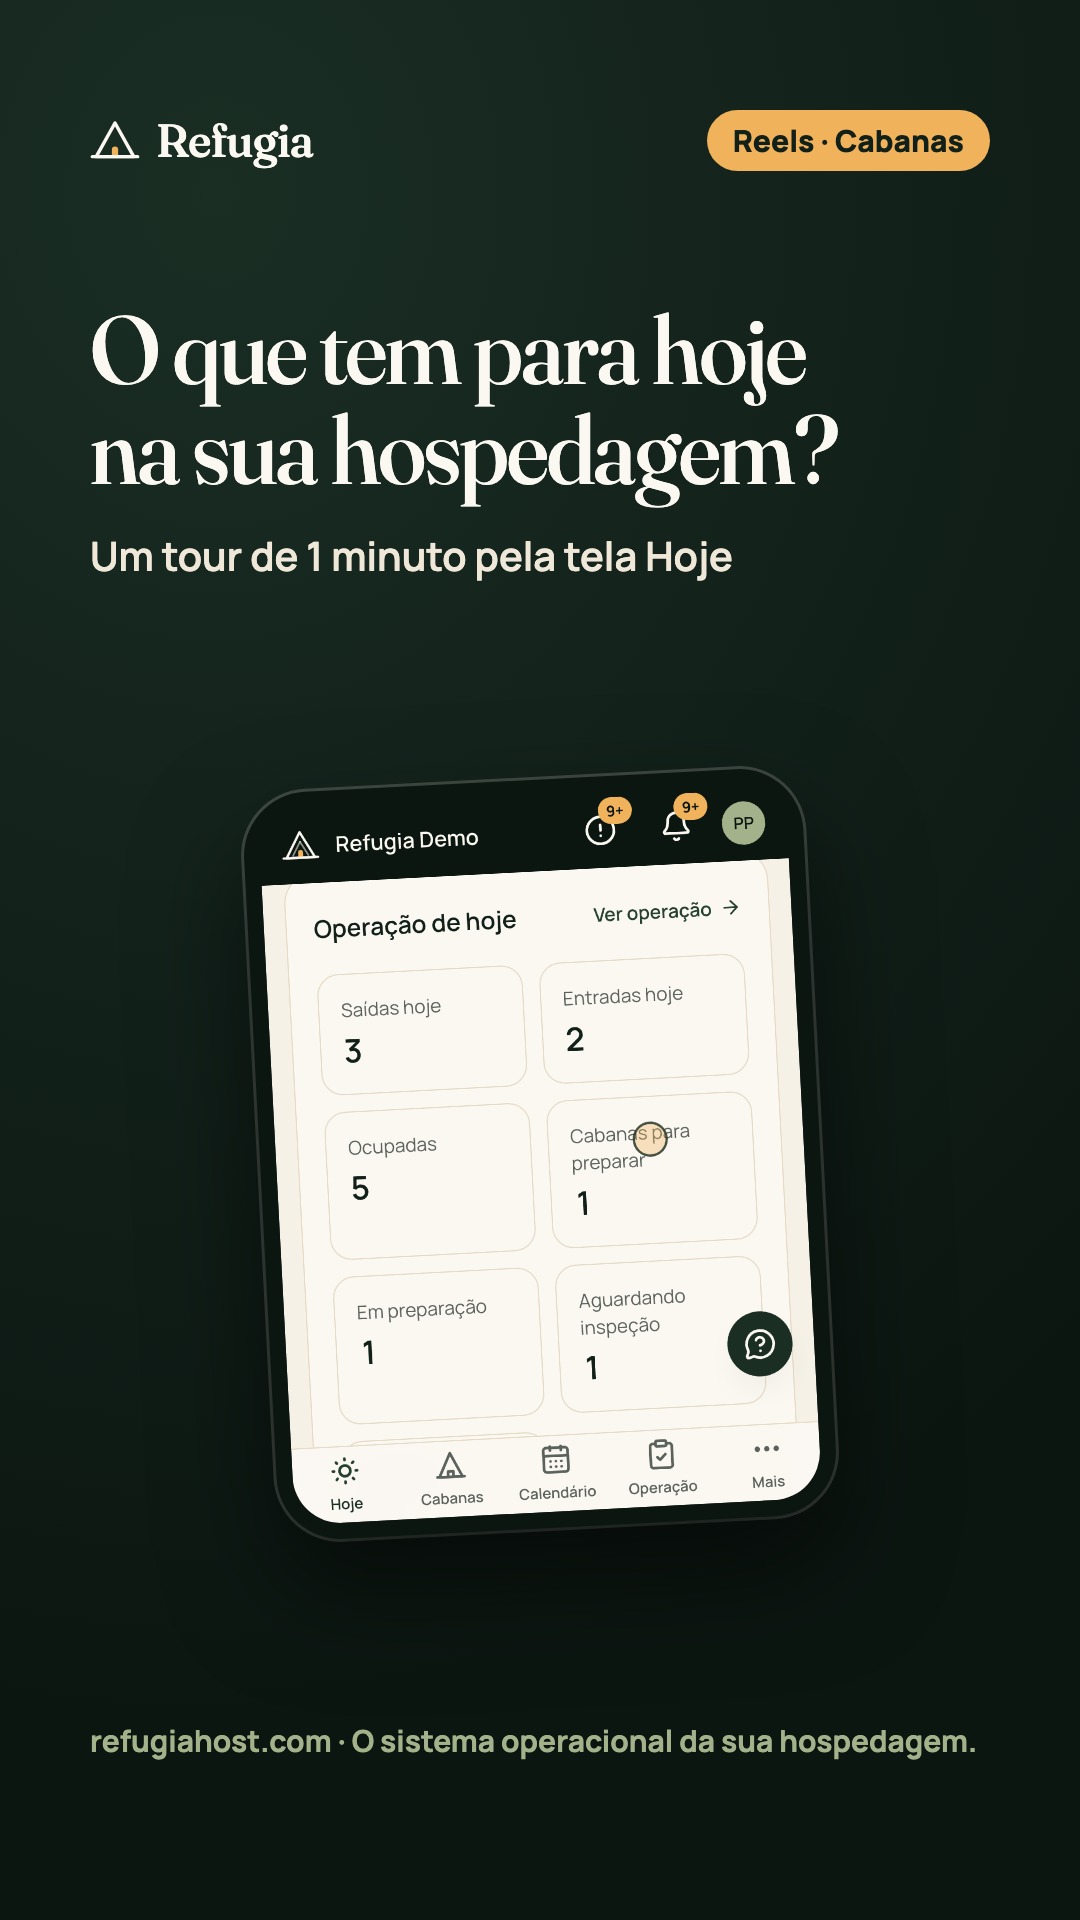 Refugia
Reels · Cabanas
O que tem para hoje
na sua hospedagem?
Um tour de 1 minuto pela tela Hoje
Refugia Demo
9+
9+
PP
Operação de hoje
Ver operação →
Saídas hoje
3
Entradas hoje
2
Ocupadas
5
Cabanas para
preparar
1
Em preparação
1
Aguardando
inspeção
1
Hoje
Cabanas
Calendário
Operação
Mais
refugiahost.com · O sistema operacional da sua hospedagem.